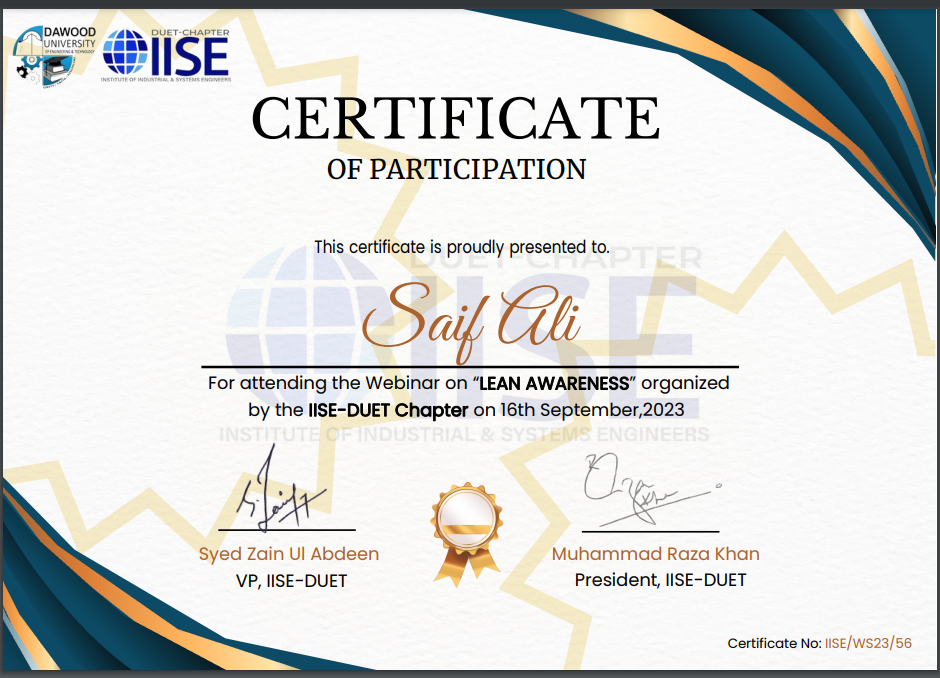 DAWOOD
UNIVERSITY
OF ENGINEERING & TECHNOLOGY
DUET-CHAPTER
IISE
INSTITUTE OF INDUSTRIAL & SYSTEMS ENGINEERS
CERTIFICATE
OF PARTICIPATION
This certificate is proudly presented to.
DUET-CHAPTER
IISE
Saif Ali
For attending the Webinar on “LEAN AWARENESS” organized
by the IISE-DUET Chapter on 16th September,2023
INSTITUTE OF INDUSTRIAL & SYSTEMS ENGINEERS
Syed Zain Ul Abdeen
VP, IISE-DUET
Muhammad Raza Khan
President, IISE-DUET
Certificate No: IISE/WS23/56